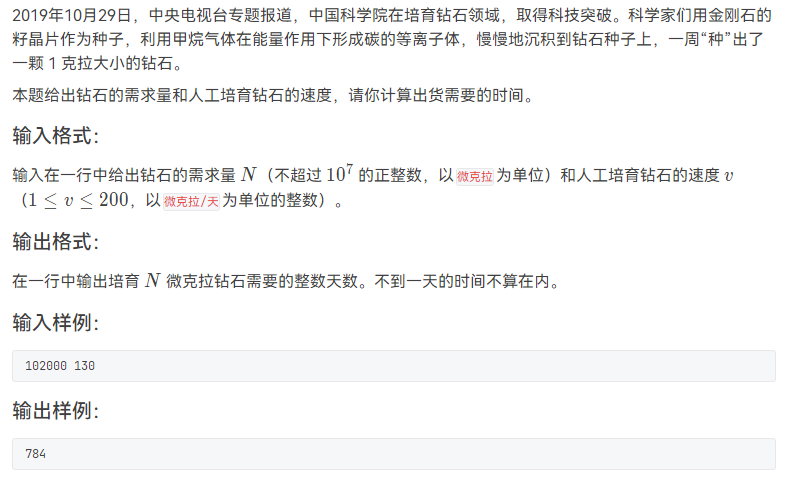 2019年10月29日，中央电视台专题报道，中国科学院在培育钻石领域，取得科技突破。科学家们用金刚石的
籽晶片作为种子，利用甲烷气体在能量作用下形成碳的等离子体，慢慢地沉积到钻石种子上，一周“种”出了
一颗 1 克拉大小的钻石。
本题给出钻石的需求量和人工培育钻石的速度，请你计算出货需要的时间。
输入格式：
输入在一行中给出钻石的需求量 N（不超过 10^7 的正整数，以微克拉为单位）和人工培育钻石的速度 v
（1 ≤ v ≤ 200，以微克拉/天为单位的整数）。
输出格式：
在一行中输出培育 N 微克拉钻石需要的整数天数。不到一天的时间不算在内。
输入样例：
102000 130
输出样例：
784